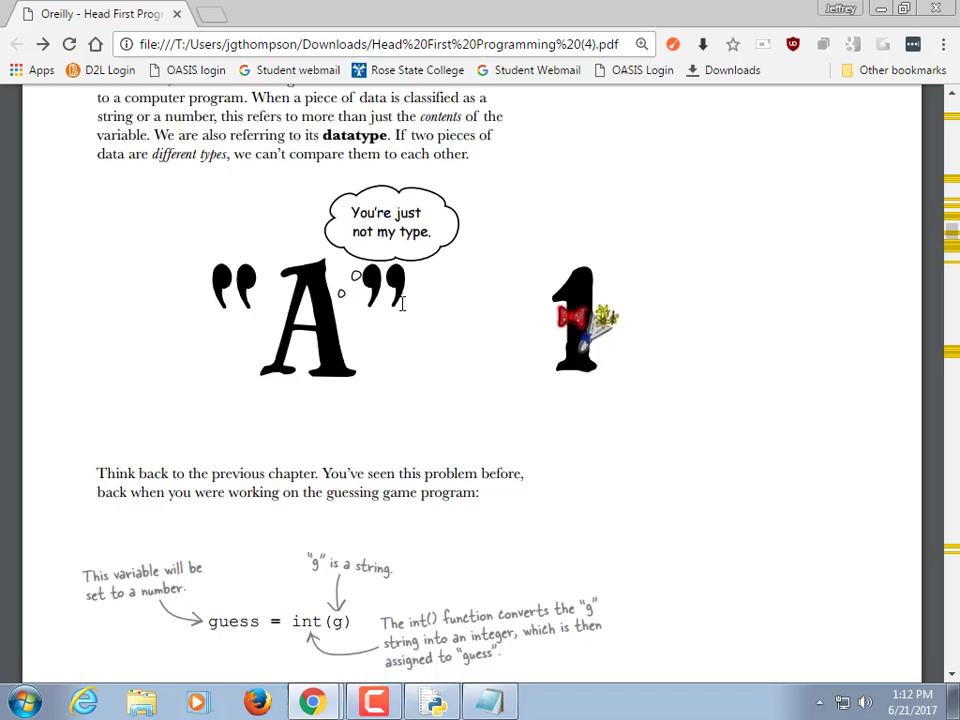 Oreilly - Head First Prog
Jeffrey
file:///T:/Users/jgthompson/Downloads/Head%20First%20Programming%20(4).pdf
Apps
D2L Login
OASIS login
Student webmail
Rose State College
Student Webmail
OASIS Login
Downloads
Other bookmarks
to a computer program. When a piece of data is classified as a
string or a number, this refers to more than just the contents of the
variable. We are also referring to its datatype. If two pieces of
data are different types, we can't compare them to each other.
You're just
not my type.
"A"
1
Think back to the previous chapter. You've seen this problem before,
back when you were working on the guessing game program:
This variable will be
set to a number.
"g" is a string.
guess = int(g)
The int() function converts the "g"
string into an integer, which is then
assigned to "guess".
1:12 PM
6/21/2017